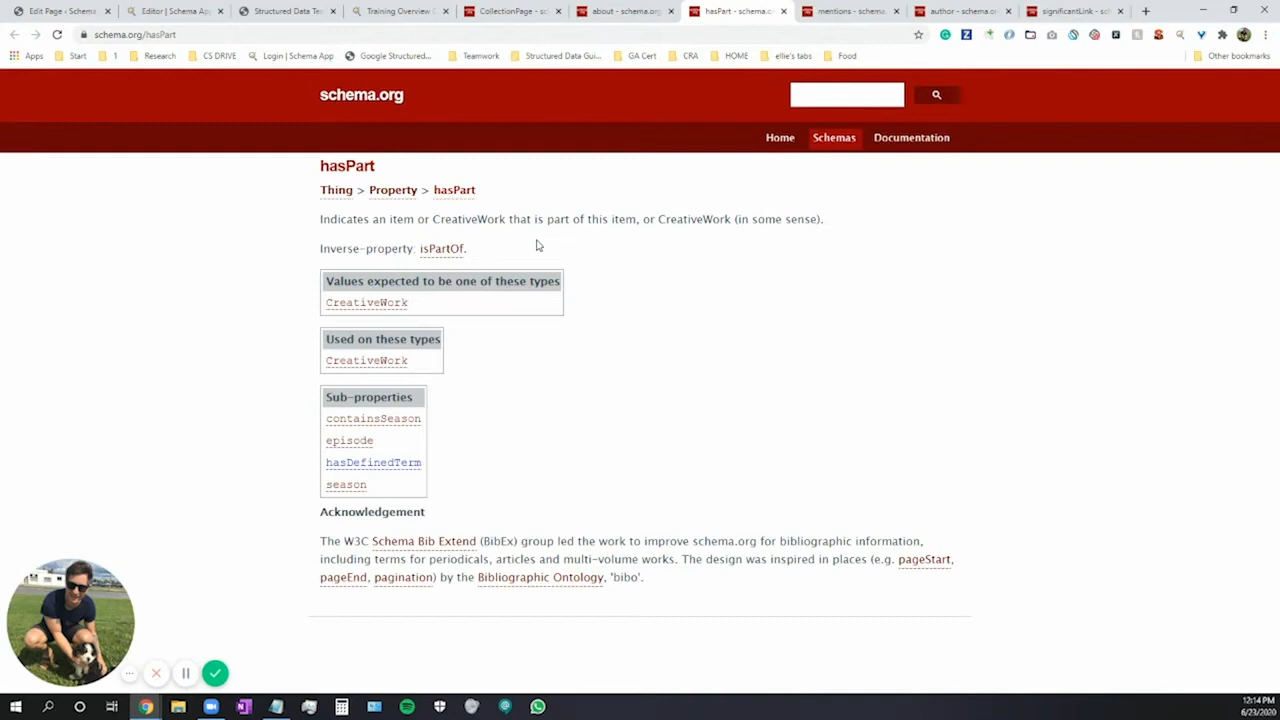 Edit Page ‹ Schema
Editor | Schema Ap
Structured Data Te
Training Overview
CollectionPage - sc
about - schema.org
hasPart - schema.o
mentions - schema.
author - schema.or
significantLink - sch
schema.org/hasPart
Apps
Start
1
Research
CS DRIVE
Login | Schema App
Google Structured...
Teamwork
Structured Data Gui...
GA Cert
CRA
HOME
ellie's tabs
Food
Other bookmarks
schema.org
Home
Schemas
Documentation
hasPart
Thing > Property > hasPart
Indicates an item or CreativeWork that is part of this item, or CreativeWork (in some sense).
Inverse-property: isPartOf.
Values expected to be one of these types
CreativeWork
Used on these types
CreativeWork
Sub-properties
containsSeason
episode
hasDefinedTerm
season
Acknowledgement
The W3C Schema Bib Extend (BibEx) group led the work to improve schema.org for bibliographic information,
including terms for periodicals, articles and multi-volume works. The design was inspired in places (e.g. pageStart,
pageEnd, pagination) by the Bibliographic Ontology, 'bibo'.
12:14 PM
6/23/2020